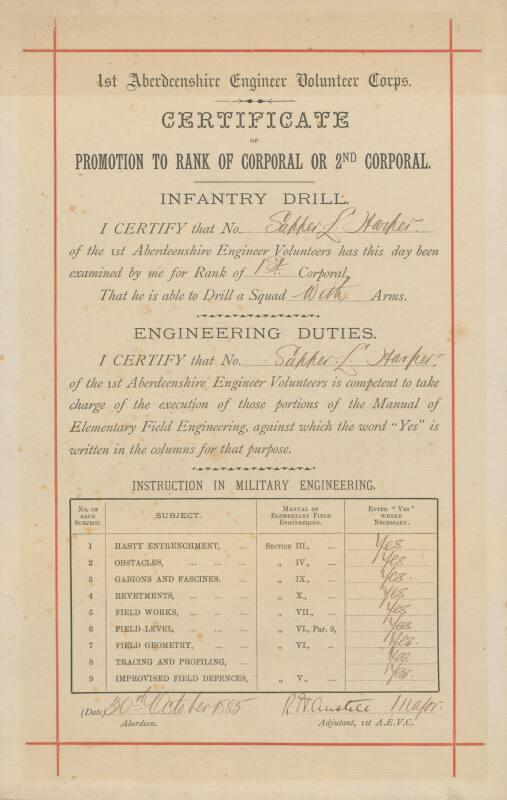 1st Aberdeenshire Engineer Volunteer Corps.
CERTIFICATE
OF
PROMOTION TO RANK OF CORPORAL OR 2ND CORPORAL.
INFANTRY DRILL.
I CERTIFY that No. Sapper L. Harper.
of the 1st Aberdeenshire Engineer Volunteers has this day been
examined by me for Rank of 1st. Corporal,
That he is able to Drill a Squad With Arms.
ENGINEERING DUTIES.
I CERTIFY that No. Sapper L. Harper.
of the 1st Aberdeenshire Engineer Volunteers is competent to take
charge of the execution of those portions of the Manual of
Elementary Field Engineering, against which the word "Yes" is
written in the columns for that purpose.
INSTRUCTION IN MILITARY ENGINEERING.
No. of each Subject. SUBJECT. Manual of Elementary Field Engineering. Enter "Yes" where Necessary.
1 HASTY ENTRENCHMENT, ... Section III., ... Yes
2 OBSTACLES, ... ... ... „ IV., ... Yes
3 GABIONS AND FASCINES. ... „ IX., ... Yes.
4 REVETMENTS, ... ... ... „ X., ... Yes
5 FIELD WORKS, ... ... ... „ VII., ... Yes
6 FIELD LEVEL, ... ... ... „ VI., Par. 9, Yes
7 FIELD GEOMETRY, ... ... „ VI., .. Yes.
8 TRACING AND PROFILING, ... Yes
9 IMPROVISED FIELD DEFENCES, „ V., ... Yes.
(Date) 30th October 1885 Major.
Aberdeen. Adjutant, 1st A.E.V.C.